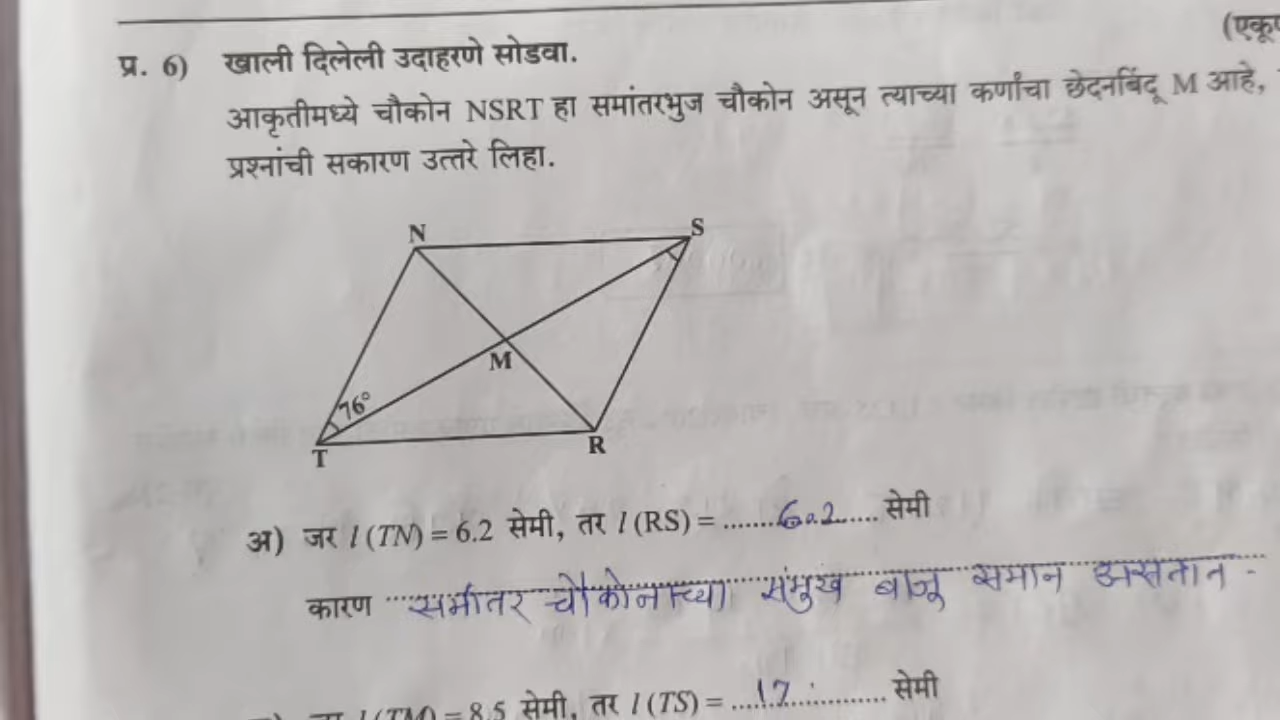 प्र. 6) खाली दिलेली उदाहरणे सोडवा.
आकृतीमध्ये चौकोन NSRT हा समांतरभुज चौकोन असून त्याच्या कर्णांचा छेदनबिंदू M आहे,
प्रश्नांची सकारण उत्तरे लिहा.
N
S
M
76°
T
R
अ) जर l (TN) = 6.2 सेमी, तर l (RS) = .......6.2....... सेमी
कारण समांतर चौकोनाच्या संमुख बाजू समान असतात.
l (TM) = 8.5 सेमी, तर l (TS) = ....17............ सेमी